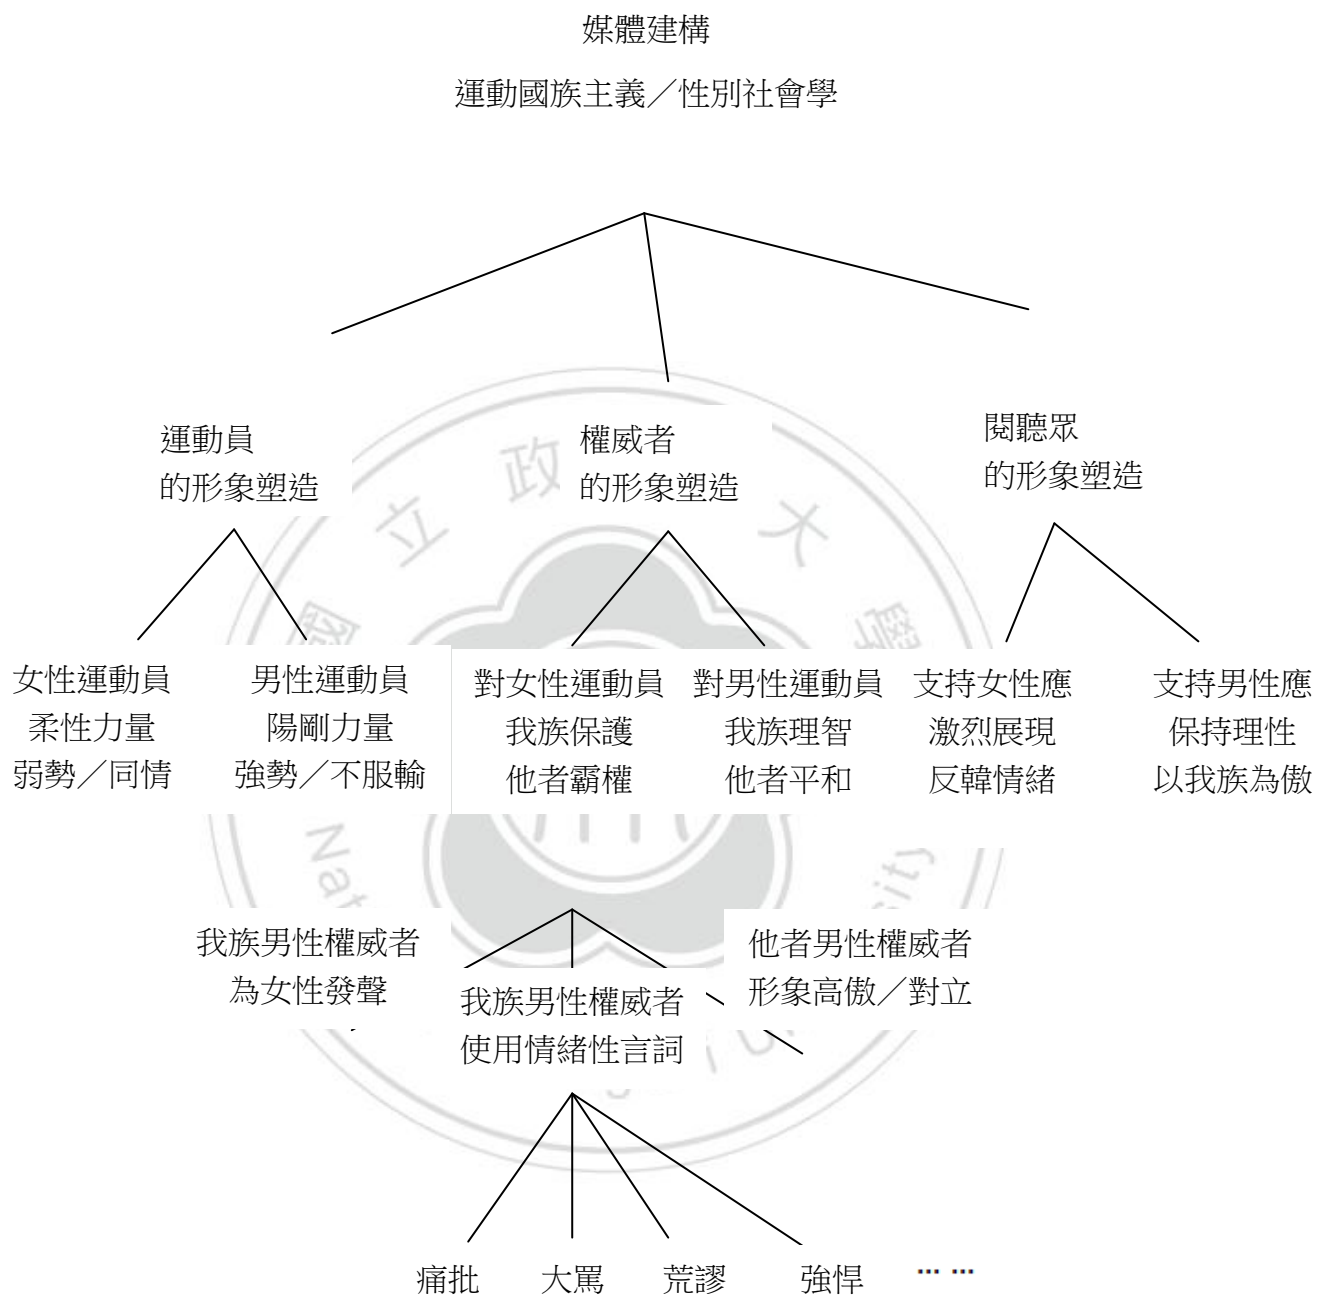 媒體建構
運動國族主義／性別社會學
運動員
的形象塑造
權威者
的形象塑造
閱聽眾
的形象塑造
女性運動員
柔性力量
弱勢／同情
男性運動員
陽剛力量
強勢／不服輸
對女性運動員
我族保護
他者霸權
對男性運動員
我族理智
他者平和
支持女性應
激烈展現
反韓情緒
支持男性應
保持理性
以我族為傲
我族男性權威者
為女性發聲
我族男性權威者
使用情緒性言詞
他者男性權威者
形象高傲／對立
痛批 大罵 荒謬 強悍 …  …
立 政 大 學